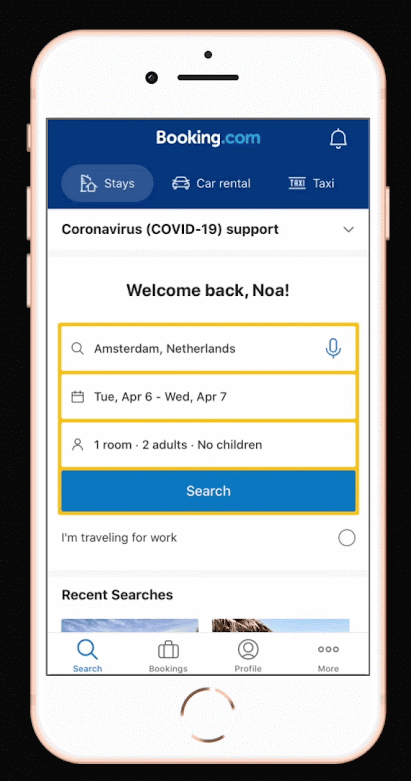 Booking.com
Stays
Car rental
TAXI Taxi
Coronavirus (COVID-19) support
Welcome back, Noa!
Amsterdam, Netherlands
Tue, Apr 6 - Wed, Apr 7
1 room · 2 adults · No children
Search
I'm traveling for work
Recent Searches
Search
Bookings
Profile
More